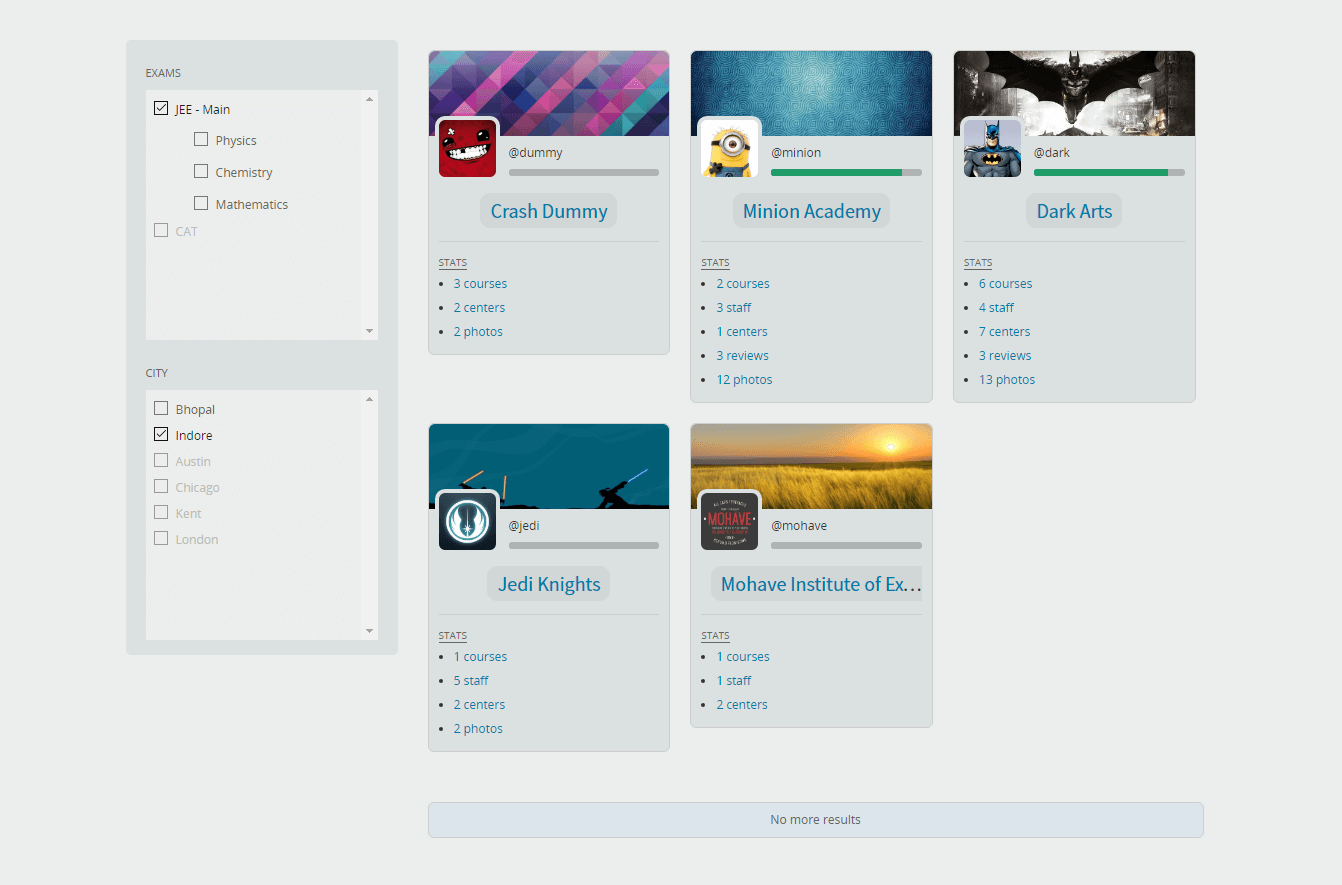 EXAMS
JEE - Main
Physics
Chemistry
Mathematics
CAT
CITY
Bhopal
Indore
Austin
Chicago
Kent
London
@dummy
Crash Dummy
STATS
3 courses
2 centers
2 photos
@minion
Minion Academy
STATS
2 courses
3 staff
1 centers
3 reviews
12 photos
@dark
Dark Arts
STATS
6 courses
4 staff
7 centers
3 reviews
13 photos
@jedi
Jedi Knights
STATS
1 courses
5 staff
2 centers
2 photos
MOHAVE
@mohave
Mohave Institute of Ex...
STATS
1 courses
1 staff
2 centers
No more results